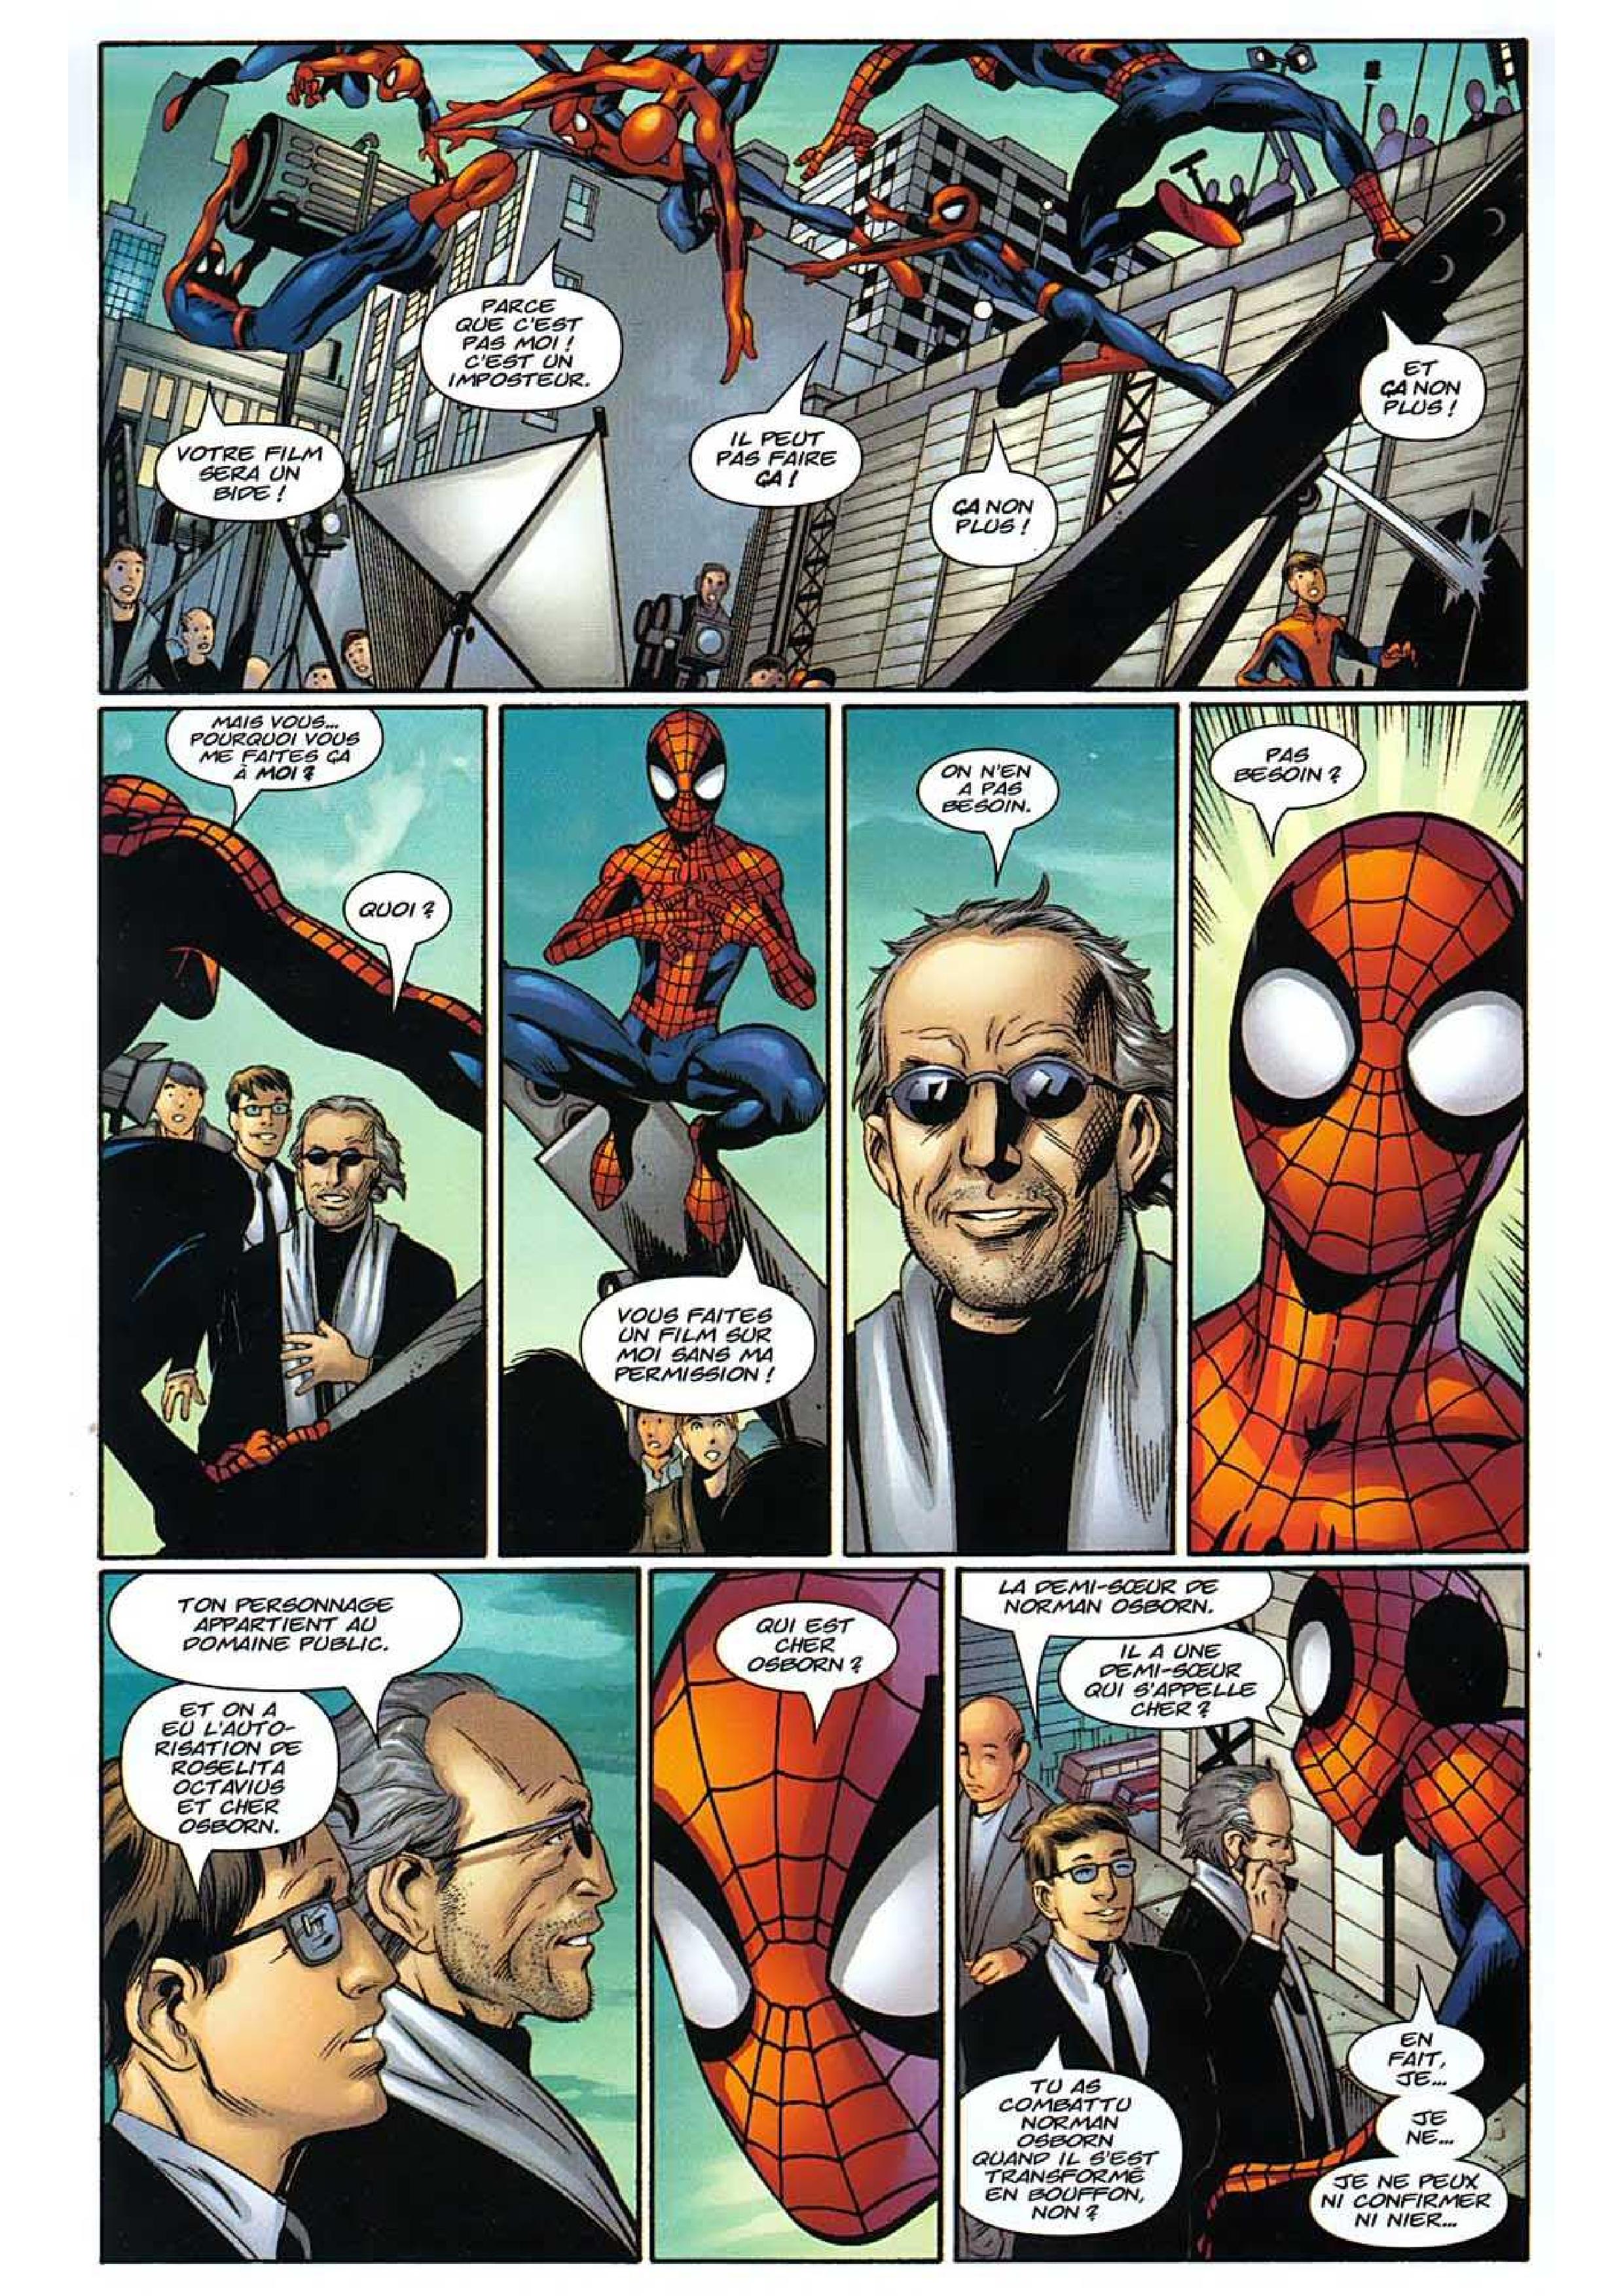 VOTRE FILM
SERA UN
BIDE !
PARCE
QUE C'EST
PAS MOI !
C'EST UN
IMPOSTEUR.
IL PEUT
PAS FAIRE
ÇA !
ÇA NON
PLUS !
ET
ÇA NON
PLUS !
MAIS VOUS...
POURQUOI VOUS
ME FAITES ÇA
À MOI ?
QUOI ?
VOUS FAITES
UN FILM SUR
MOI SANS MA
PERMISSION !
ON N'EN
A PAS
BESOIN.
PAS
BESOIN ?
TON PERSONNAGE
APPARTIENT AU
DOMAINE PUBLIC.
ET ON A
EU L'AUTO-
RISATION DE
ROSELITA
OCTAVIUS
ET CHER
OSBORN.
QUI EST
CHER
OSBORN ?
LA DEMI-SŒUR DE
NORMAN OSBORN.
IL A UNE
DEMI-SŒUR
QUI S'APPELLE
CHER ?
TU AS
COMBATTU
NORMAN
OSBORN
QUAND IL S'EST
TRANSFORMÉ
EN BOUFFON,
NON ?
EN
FAIT,
JE...
JE
NE...
JE NE PEUX
NI CONFIRMER
NI NIER...